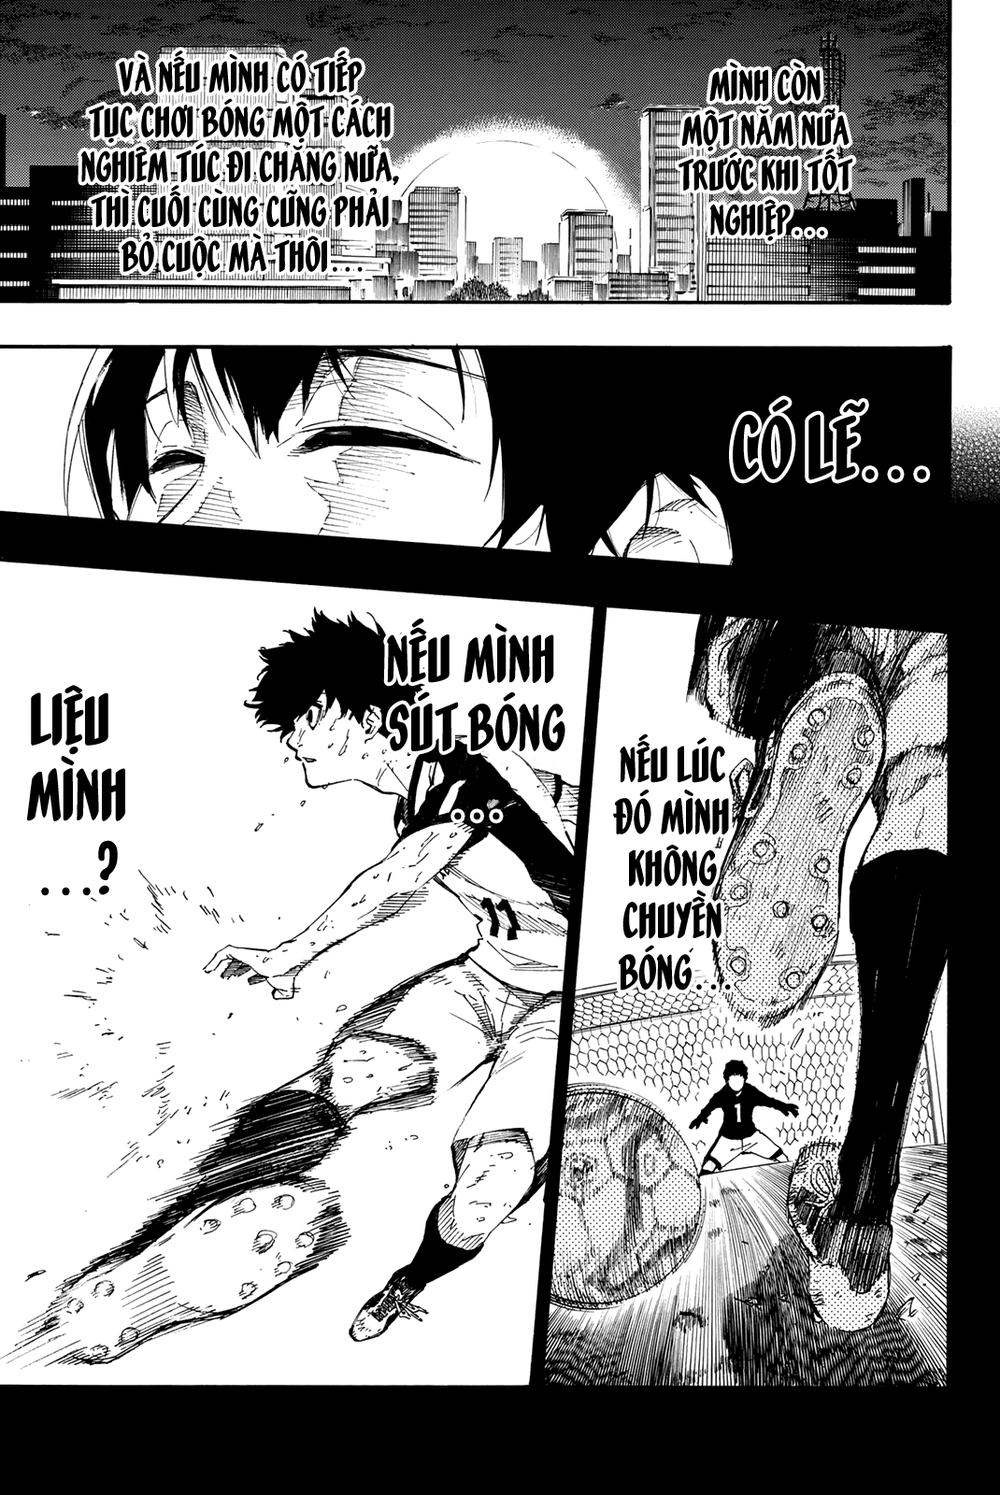 MÌNH CÒN
MỘT NĂM NỮA
TRƯỚC KHI TỐT
NGHIỆP...
VÀ NẾU MÌNH CÓ TIẾP
TỤC CHƠI BÓNG MỘT CÁCH
NGHIÊM TÚC ĐI CHĂNG NỮA,
THÌ CUỐI CÙNG CŨNG PHẢI
BỎ CUỘC MÀ THÔI...
CÓ LẼ...
NẾU LÚC
ĐÓ MÌNH
KHÔNG
CHUYỀN
BÓNG...
1
NẾU MÌNH
SÚT BÓNG
...
11
LIỆU
MÌNH
...?